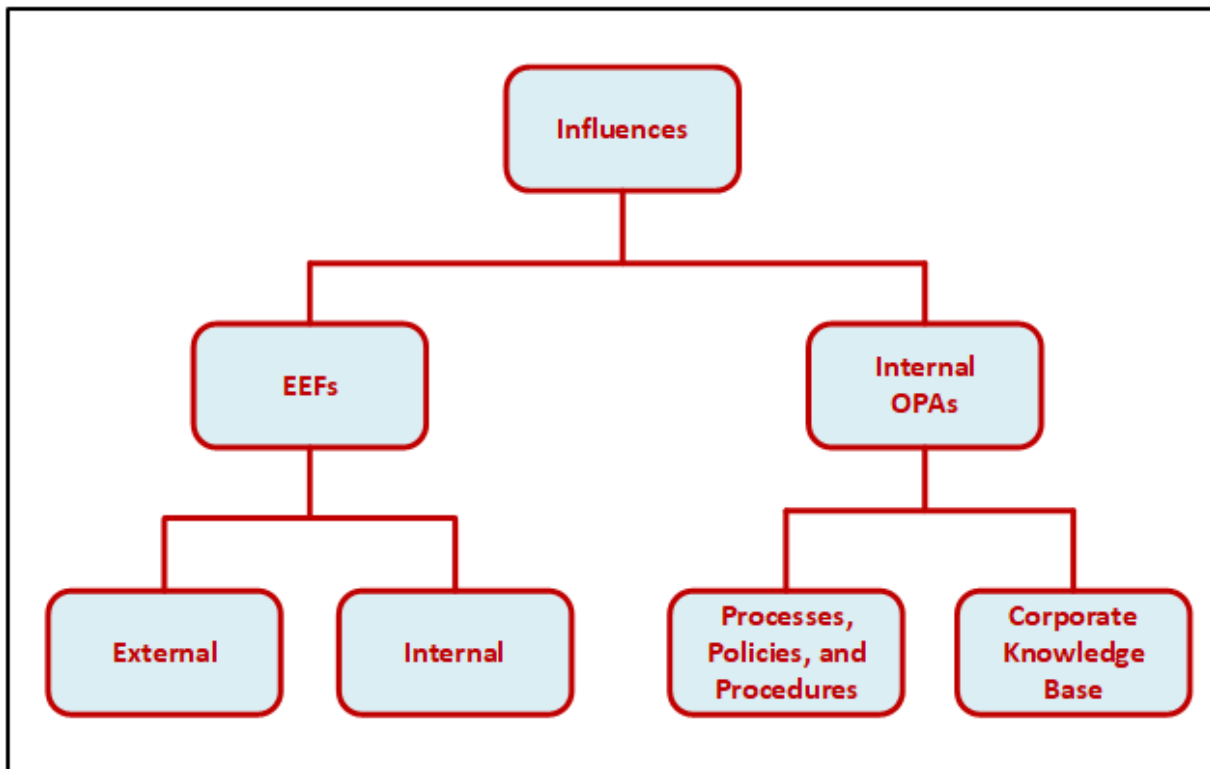 Influences
EEFs
Internal
OPAs
External
Internal
Processes,
Policies, and
Procedures
Corporate
Knowledge
Base